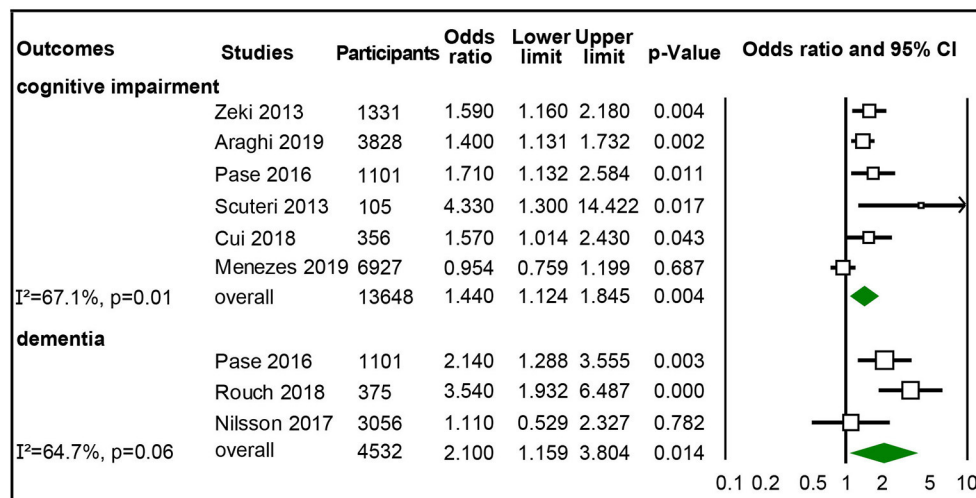 Outcomes Studies Participants Odds ratio Lower limit Upper limit p-Value Odds ratio and 95% CI
cognitive impairment
Zeki 2013 1331 1.590 1.160 2.180 0.004
Araghi 2019 3828 1.400 1.131 1.732 0.002
Pase 2016 1101 1.710 1.132 2.584 0.011
Scuteri 2013 105 4.330 1.300 14.422 0.017
Cui 2018 356 1.570 1.014 2.430 0.043
Menezes 2019 6927 0.954 0.759 1.199 0.687
I²=67.1%, p=0.01 overall 13648 1.440 1.124 1.845 0.004
dementia
Pase 2016 1101 2.140 1.288 3.555 0.003
Rouch 2018 375 3.540 1.932 6.487 0.000
Nilsson 2017 3056 1.110 0.529 2.327 0.782
I²=64.7%, p=0.06 overall 4532 2.100 1.159 3.804 0.014
0.1 0.2 0.5 1 2 5 10